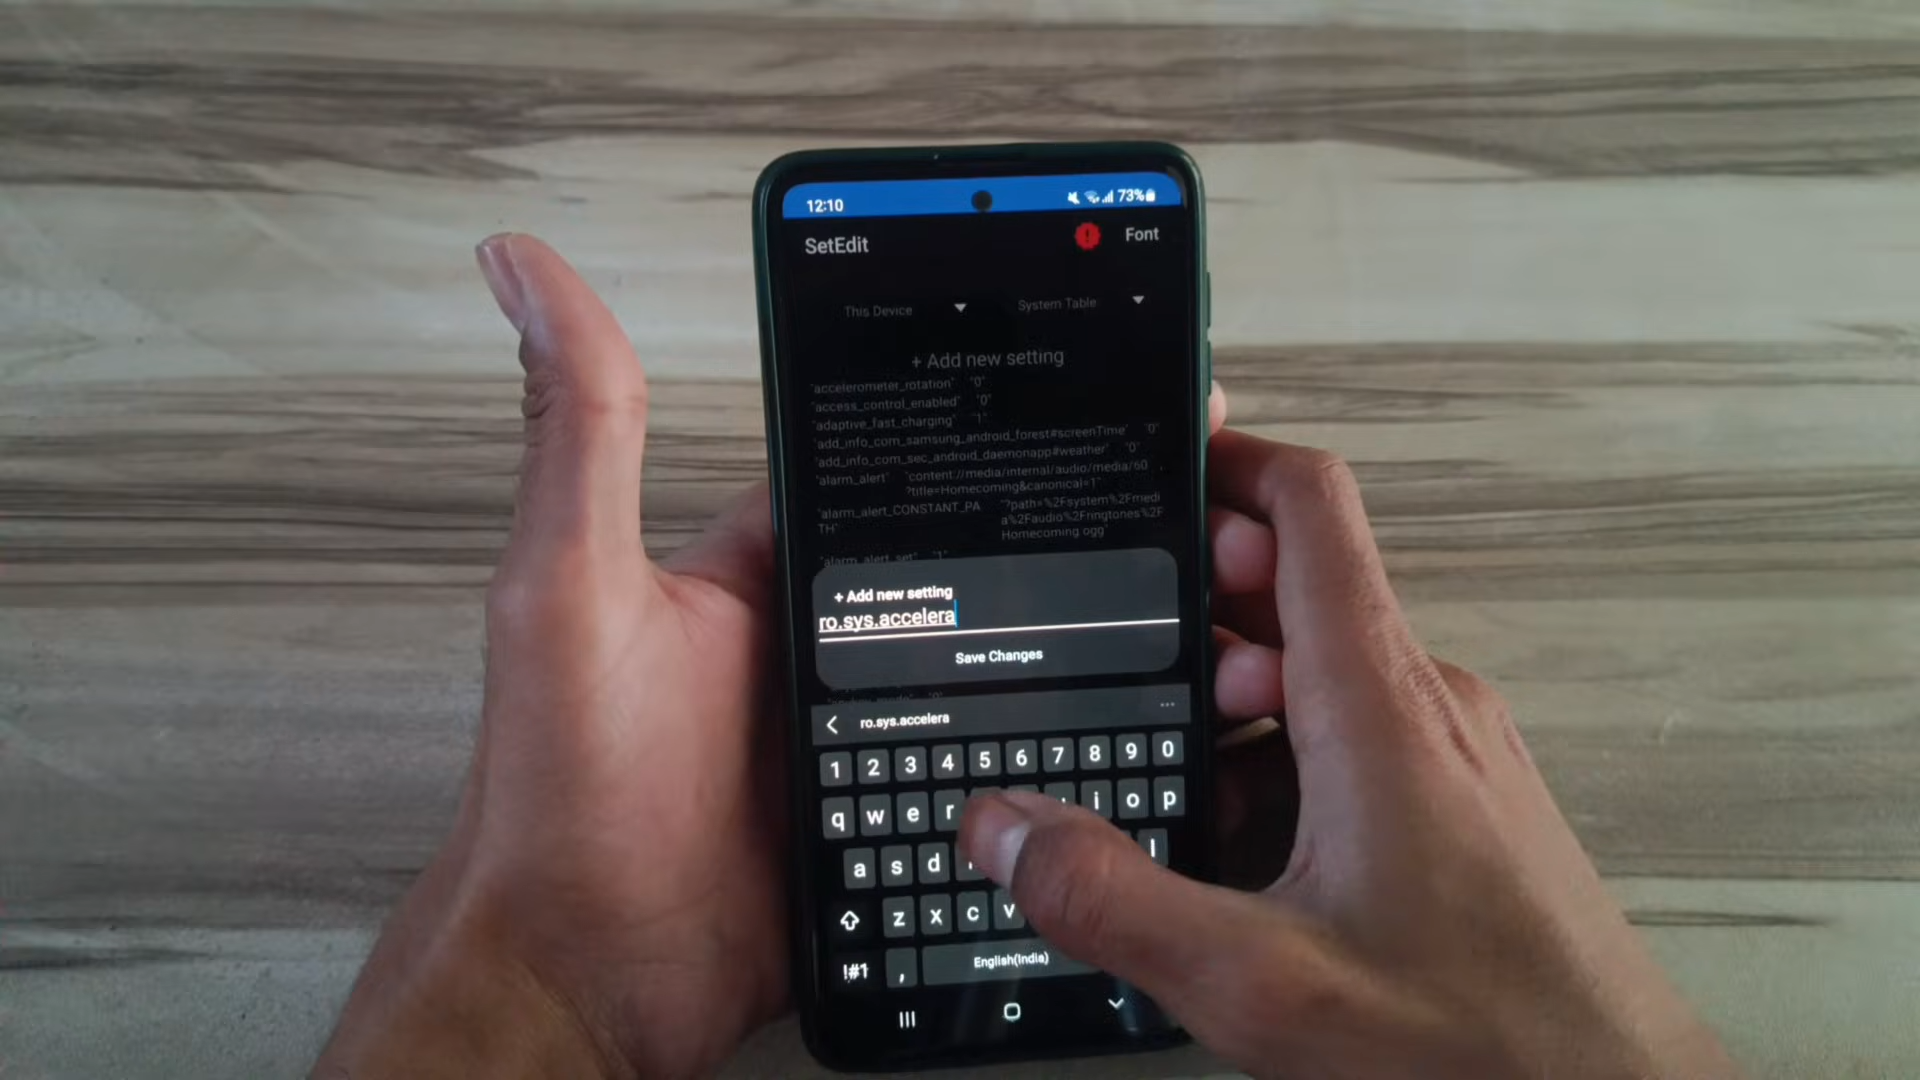 12:10 73%
SetEdit Font
This Device System Table
+ Add new setting
"accelerometer_rotation" "0"
"access_control_enabled" "0"
"adaptive_fast_charging" "1"
"add_info_com_samsung_android_forest#screenTime" "0"
"add_info_com_sec_android_daemonapp#weather" "0"
"alarm_alert" "content://media/internal/audio/media/60
?title=Homecoming&canonical=1"
"alarm_alert_CONSTANT_PA "?path=%2Fsystem%2Fmedi
TH" a%2Faudio%2Fringtones%2F
Homecoming ogg"
"alarm_alert_set" "1"
+ Add new setting
ro.sys.accelera
Save Changes
ro.sys.accelera
1 2 3 4 5 6 7 8 9 0
q w e r i o p
a s d l
z x c v
!#1 , English(India)